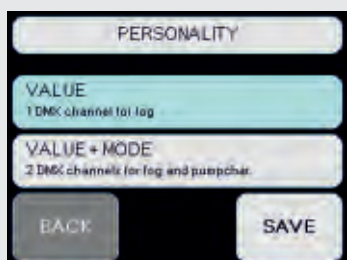 PERSONALITY
VALUE
1 DMX channel for fog
VALUE + MODE
2 DMX channels for fog and pumpchar.
BACK
SAVE